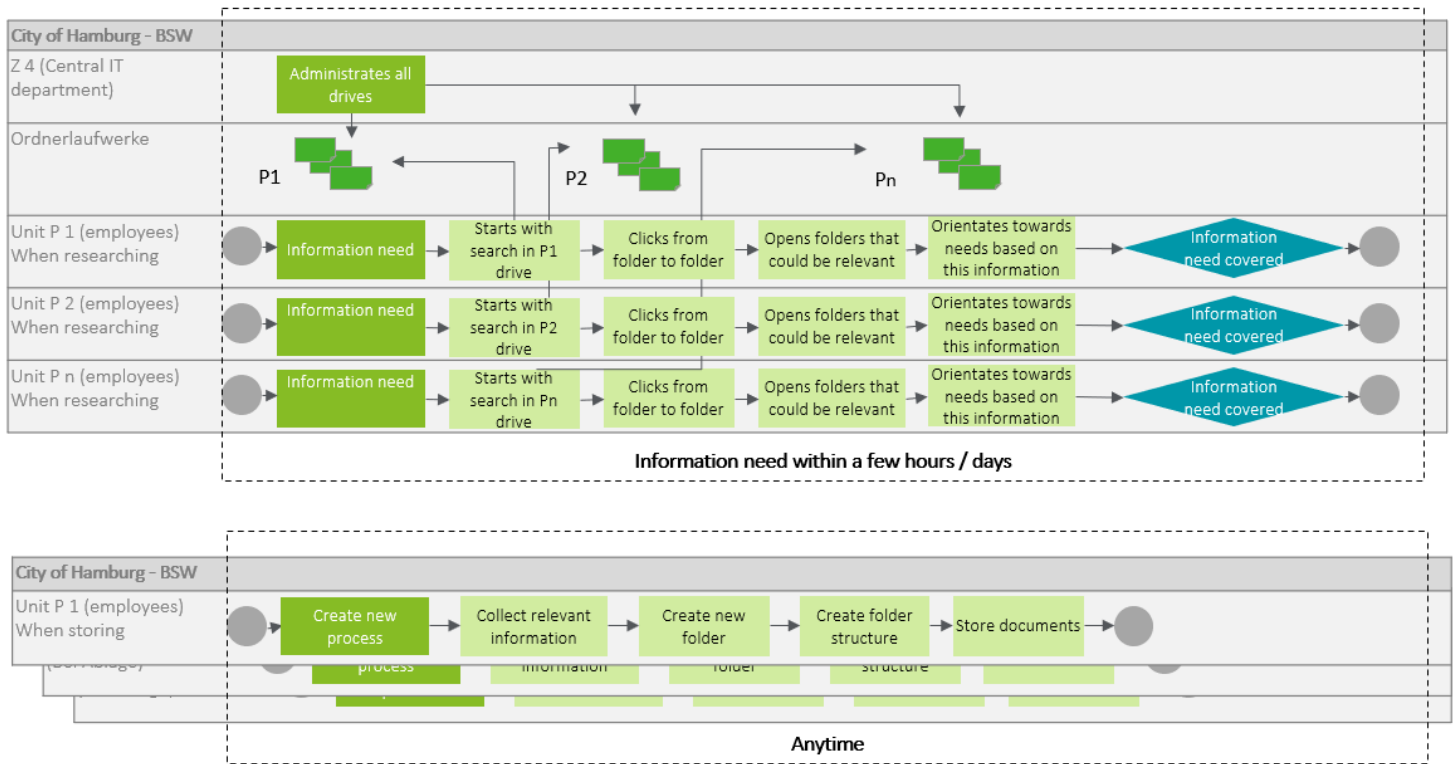 City of Hamburg - BSW
Z 4 (Central IT
department)
Administrates all
drives
Ordnerlaufwerke
P1
P2
Pn
Unit P 1 (employees)
When researching
Information need
Starts with
search in P1
drive
Clicks from
folder to folder
Opens folders that
could be relevant
Orientates towards
needs based on
this information
Information
need covered
Unit P 2 (employees)
When researching
Information need
Starts with
search in P2
drive
Clicks from
folder to folder
Opens folders that
could be relevant
Orientates towards
needs based on
this information
Information
need covered
Unit P n (employees)
When researching
Information need
Starts with
search in Pn
drive
Clicks from
folder to folder
Opens folders that
could be relevant
Orientates towards
needs based on
this information
Information
need covered
Information need within a few hours / days
City of Hamburg - BSW
Unit P 1 (employees)
When storing
Create new
process
Collect relevant
information
Create new
folder
Create folder
structure
Store documents
process
information
folder
structure
Anytime